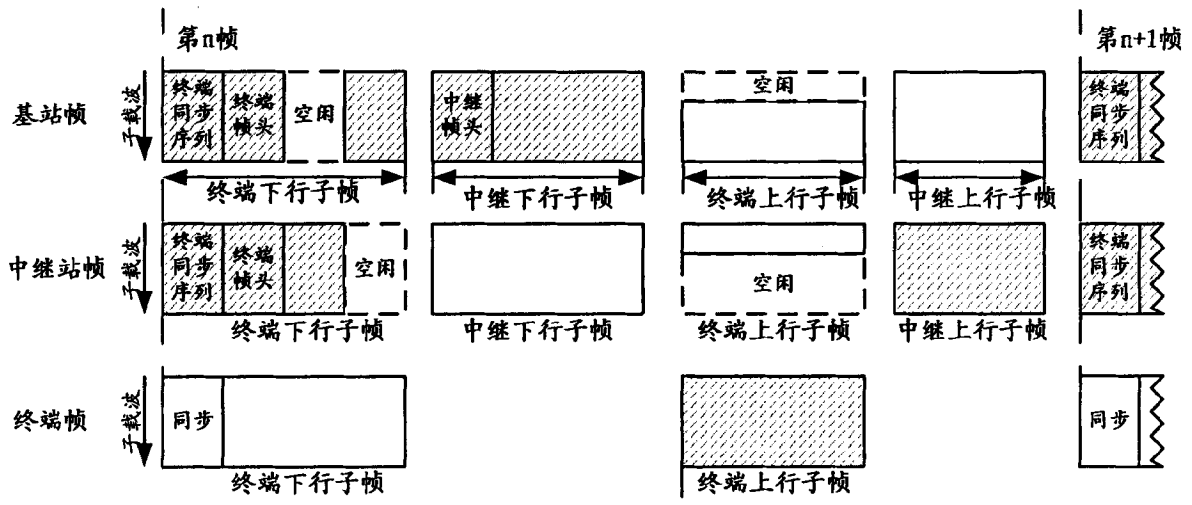 第n帧
第n+1帧
基站帧
子载波
终端
同步
序列
终端
帧头
空闲
中继
帧头
空闲
终端
同步
序列
终端下行子帧
中继下行子帧
终端上行子帧
中继上行子帧
中继站帧
子载波
终端
同步
序列
终端
帧头
空闲
空闲
终端
同步
序列
终端下行子帧
中继下行子帧
终端上行子帧
中继上行子帧
终端帧
子载波
同步
同步
终端下行子帧
终端上行子帧